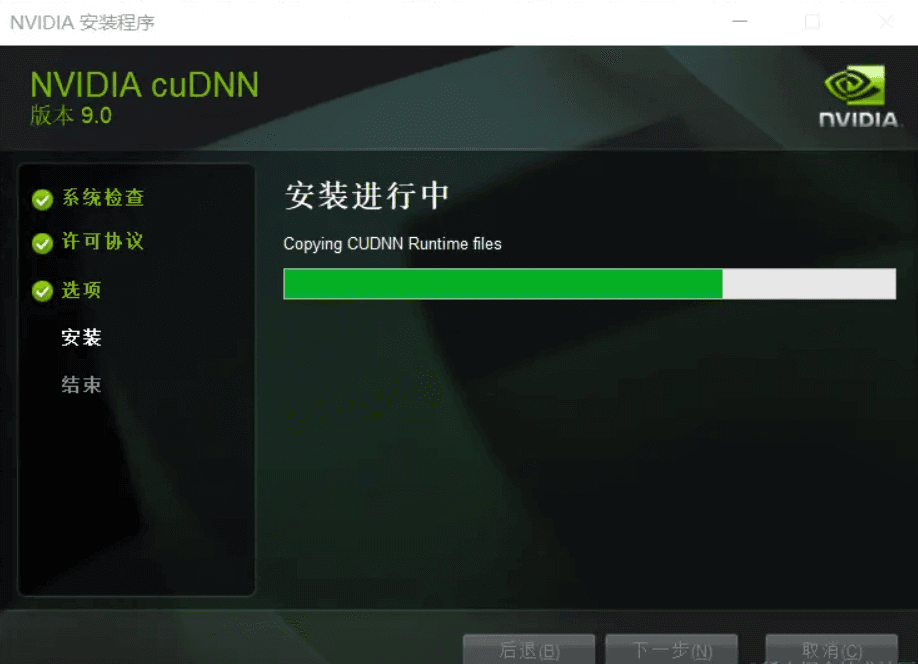 NVIDIA 安装程序
NVIDIA cuDNN
版本 9.0
NVIDIA.
系统检查
许可协议
选项
安装
结束
安装进行中
Copying CUDNN Runtime files
后退(B)
下一步(N)
取消(C)